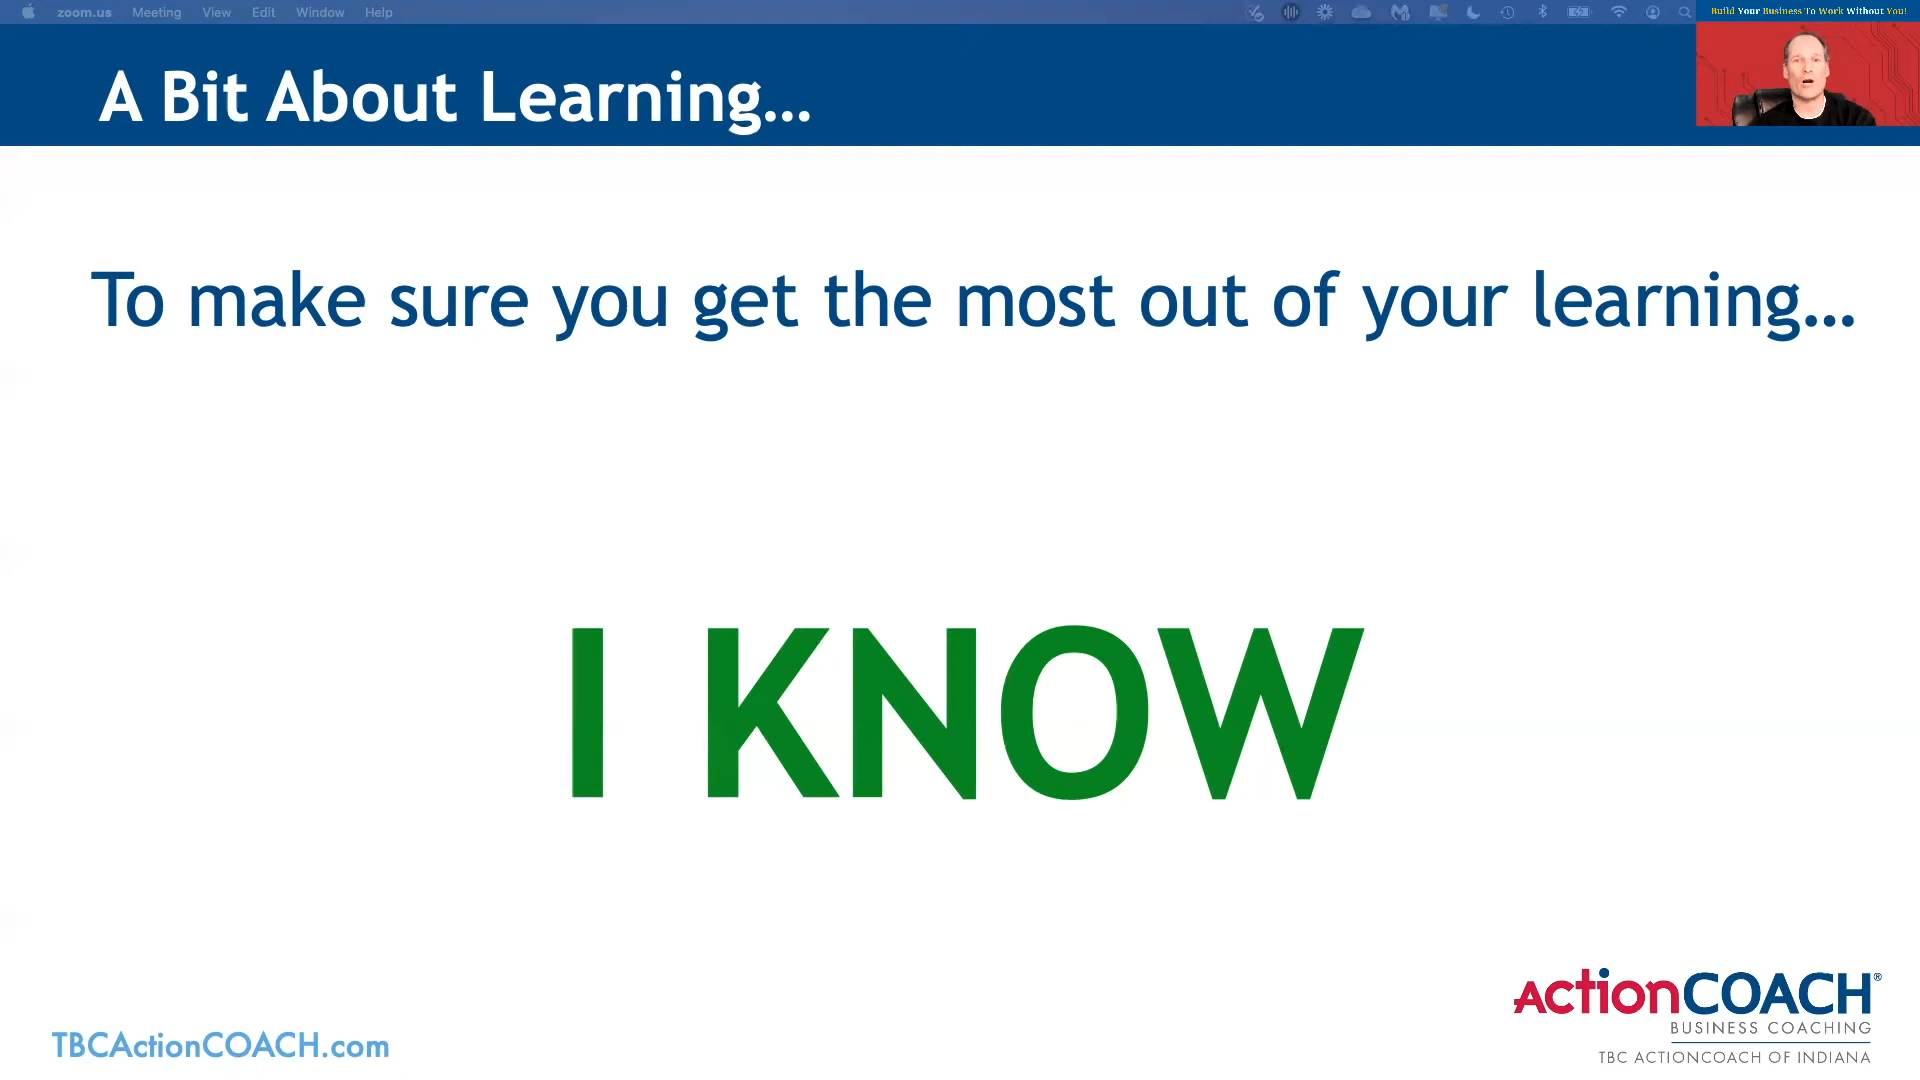 zoom.us Meeting View Edit Window Help
Build Your Business To Work Without You!
A Bit About Learning...
To make sure you get the most out of your learning...
I KNOW
actionCOACH®
BUSINESS COACHING
TBCActionCOACH.com
TBC ACTIONCOACH OF INDIANA